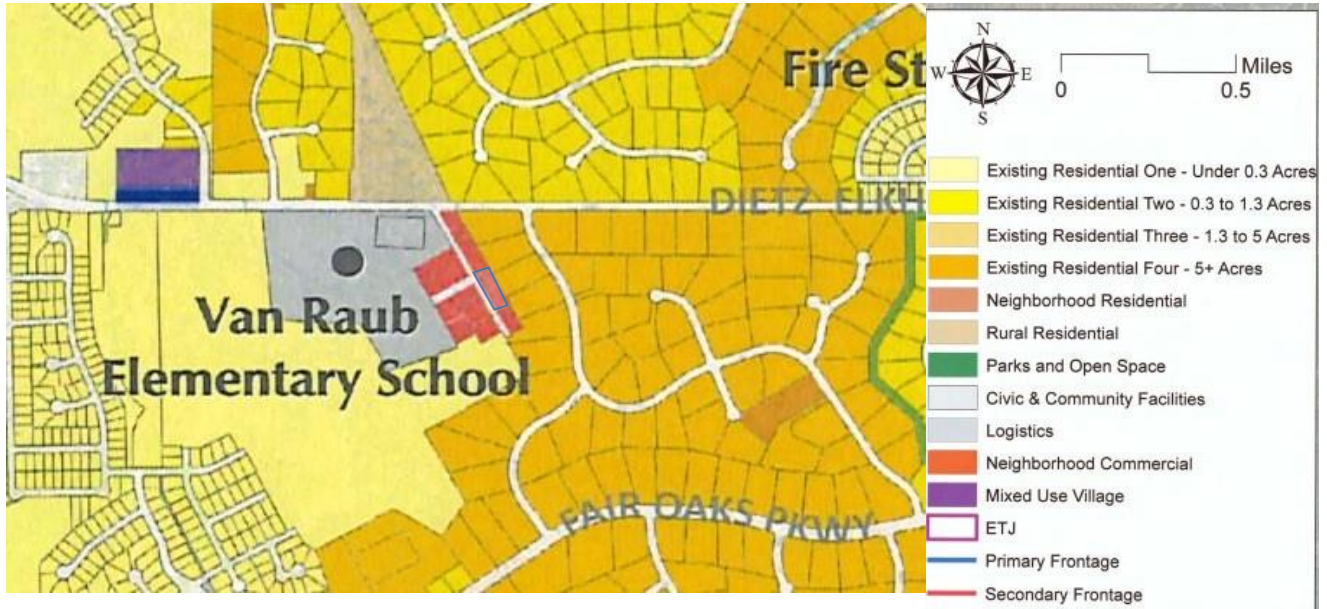 Fire St
DIETZ ELKH
Van Raub
Elementary School
FAIR OAKS PKWY
N
W E
S
Miles
0 0.5
Existing Residential One - Under 0.3 Acres
Existing Residential Two - 0.3 to 1.3 Acres
Existing Residential Three - 1.3 to 5 Acres
Existing Residential Four - 5+ Acres
Neighborhood Residential
Rural Residential
Parks and Open Space
Civic & Community Facilities
Logistics
Neighborhood Commercial
Mixed Use Village
ETJ
Primary Frontage
Secondary Frontage